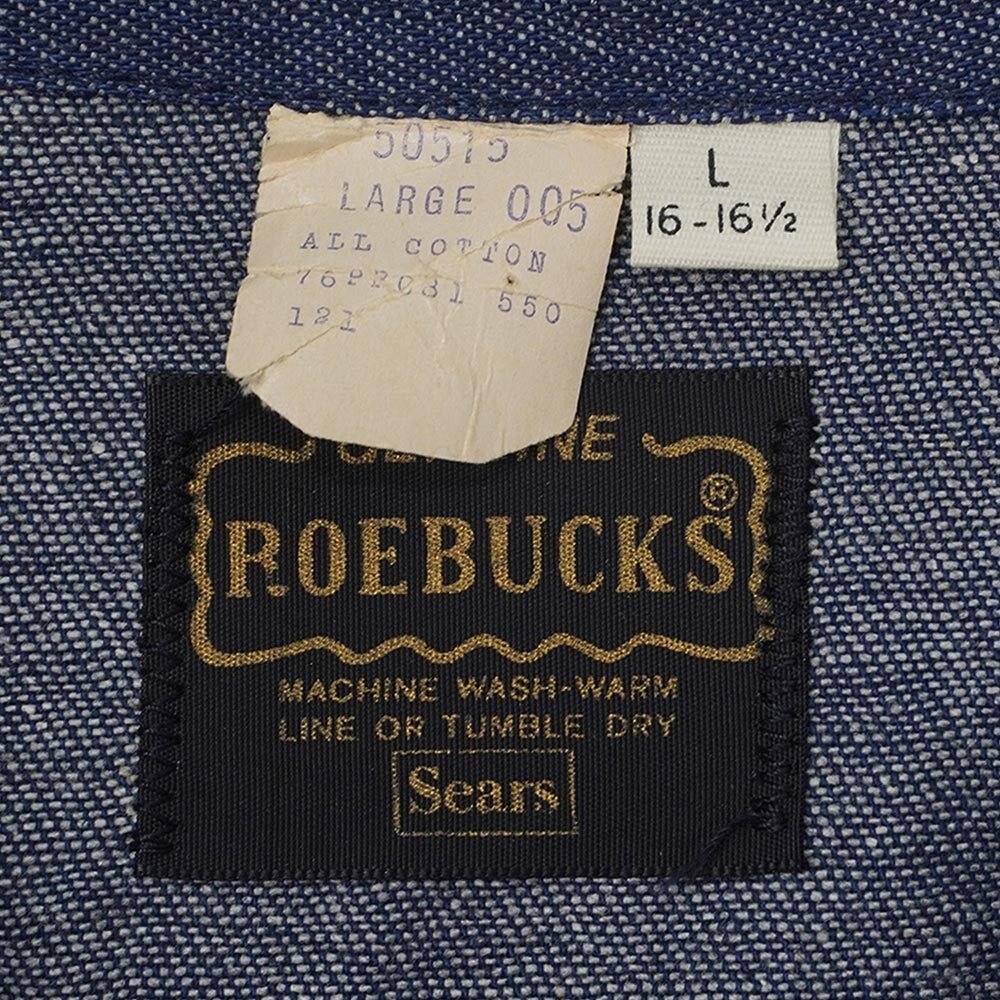 50515
LARGE 005
ALL COTTON
550
121
L
16-16½
ROEBUCKS®
MACHINE WASH-WARM
LINE OR TUMBLE DRY
Sears